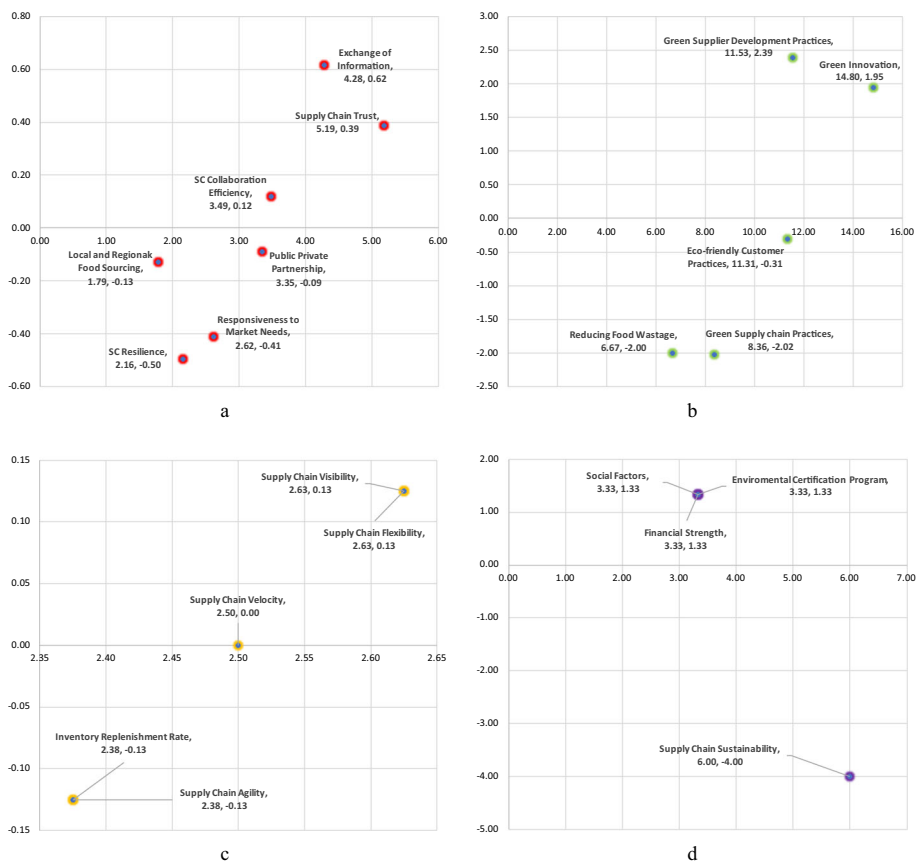 0.80
0.60
0.40
0.20
0.00
-0.20
-0.40
-0.60
0.00
1.00
2.00
3.00
4.00
5.00
6.00
Exchange of
Information,
4.28, 0.62
Supply Chain Trust,
5.19, 0.39
SC Collaboration
Efficiency,
3.49, 0.12
Local and Regionak
Food Sourcing,
1.79, -0.13
Public Private
Partnership,
3.35, -0.09
Responsiveness to
Market Needs,
2.62, -0.41
SC Resilience,
2.16, -0.50
a
3.00
2.50
2.00
1.50
1.00
0.50
0.00
-0.50
-1.00
-1.50
-2.00
-2.50
0.00
2.00
4.00
6.00
8.00
10.00
12.00
14.00
16.00
Green Supplier Development Practices,
11.53, 2.39
Green Innovation,
14.80, 1.95
Eco-friendly Customer
Practices, 11.31, -0.31
Reducing Food Wastage,
6.67, -2.00
Green Supply chain Practices,
8.36, -2.02
b
0.15
0.10
0.05
0.00
-0.05
-0.10
-0.15
2.35
2.40
2.45
2.50
2.55
2.60
2.65
Supply Chain Visibility,
2.63, 0.13
Supply Chain Flexibility,
2.63, 0.13
Supply Chain Velocity,
2.50, 0.00
Inventory Replenishment Rate,
2.38, -0.13
Supply Chain Agility,
2.38, -0.13
c
2.00
1.00
0.00
-1.00
-2.00
-3.00
-4.00
-5.00
0.00
1.00
2.00
3.00
4.00
5.00
6.00
7.00
Social Factors,
3.33, 1.33
Enviromental Certification Program,
3.33, 1.33
Financial Strength,
3.33, 1.33
Supply Chain Sustainability,
6.00, -4.00
d